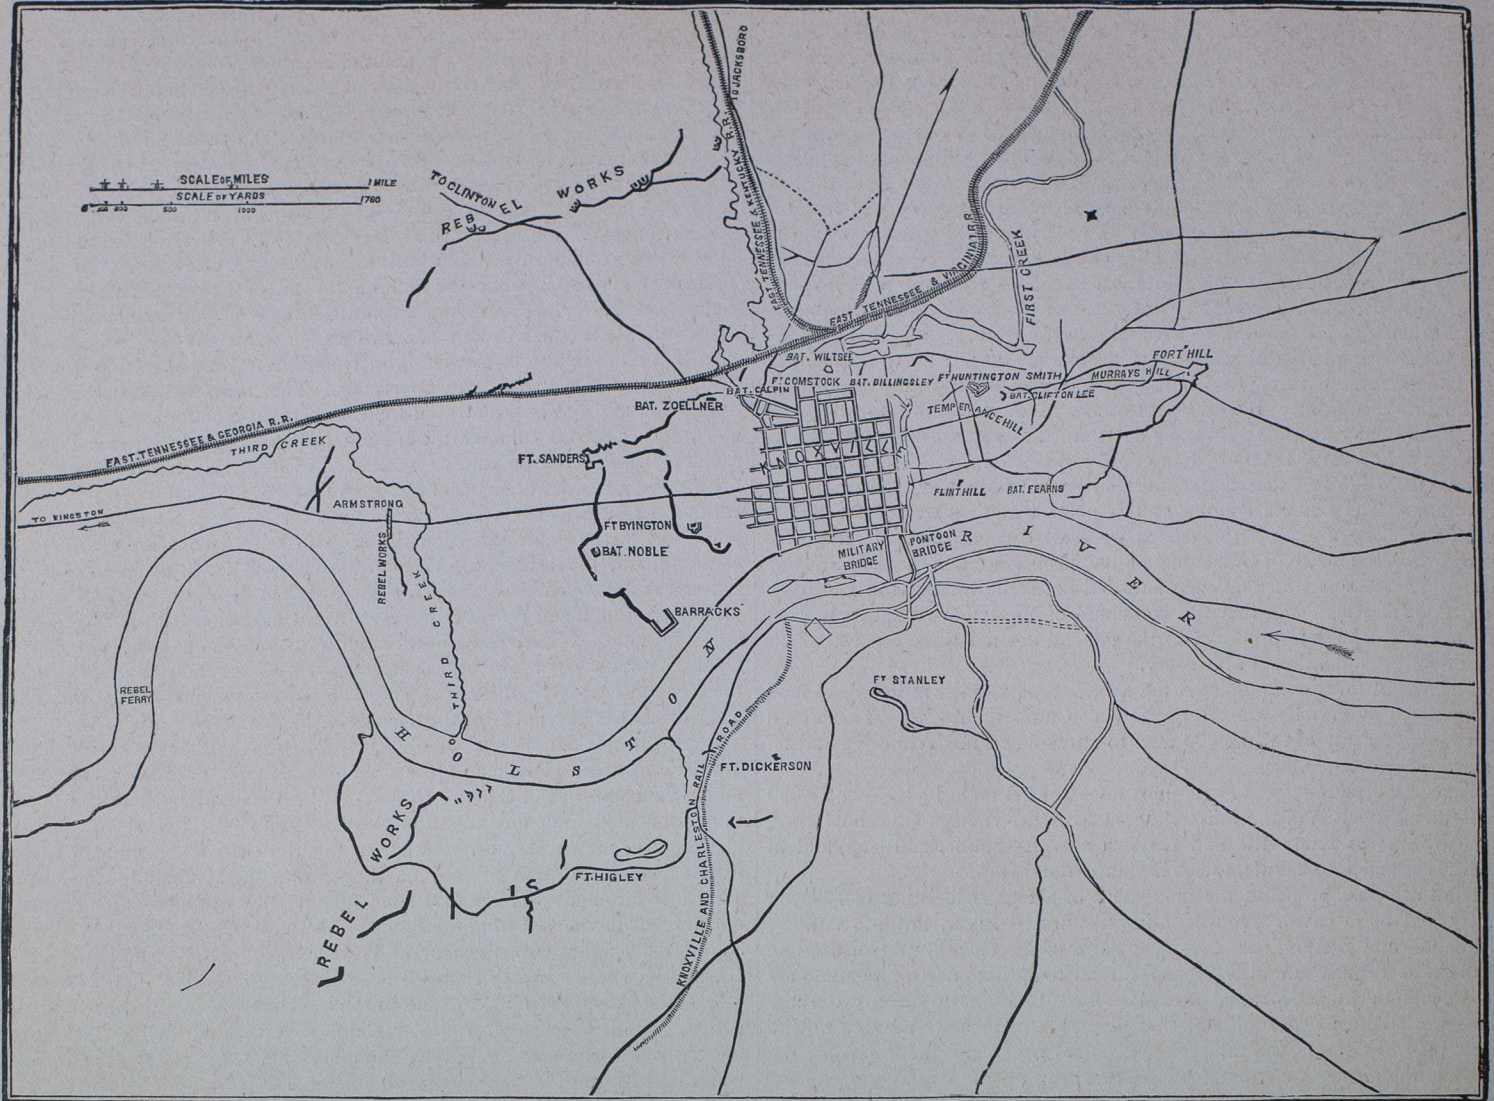 TO JACKSBORO
EAST TENNESSEE & KENTUCKY R.R.
SCALE OF MILES
1 MILE
SCALE OF YARDS
500
1000
1760
TO CLINTON
REBEL WORKS
EAST TENNESSEE & VIRGINIA R.R.
FIRST CREEK
BAT. WILTSEE
FORT HILL
FT. COMSTOCK
BAT. BILLINGSLEY
FT HUNTINGTON SMITH
MURRAYS HILL
BAT. GALPIN
BAT. CLIFTON LEE
BAT. ZOELLNER
TEMPERANCE HILL
EAST TENNESSEE & GEORGIA R.R.
THIRD CREEK
FT. SANDERS
KNOXVILLE
FLINT HILL
BAT. FEARNS
ARMSTRONG
TO KINGSTON
FT BYINGTON
BAT. NOBLE
MILITARY
BRIDGE
PONTOON
BRIDGE
REBEL WORKS
THIRD CREEK
BARRACKS
HOLSTON RIVER
REBEL
FERRY
FT STANLEY
FT. DICKERSON
KNOXVILLE AND CHARLESTON RAIL ROAD
REBEL WORKS
FT. HIGLEY